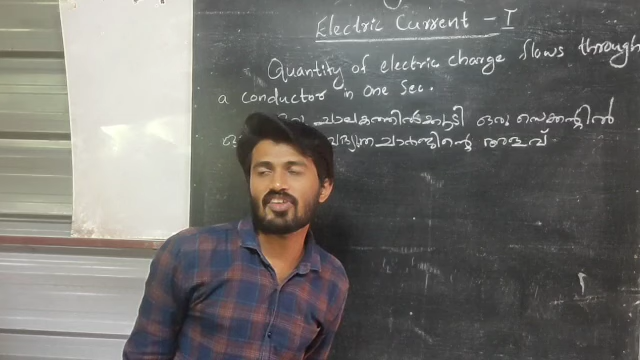 Electric Current - I
Quantity of electric charge flows through
a conductor in one Sec.
ചാലകത്തിൽക്കൂടി ഒരു സെക്കന്റിൽ
വൈദ്യുത ചാർജ്ജിന്റെ അളവ്